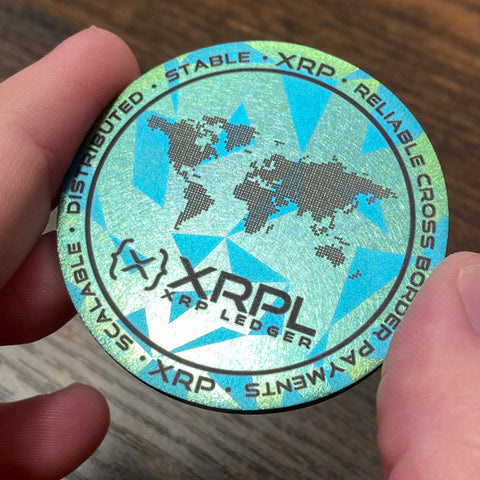 SCALABLE • DISTRIBUTED • STABLE • XRP • RELIABLE CROSS BORDER PAYMENTS • XRP •
{X} XRPL
XRP LEDGER